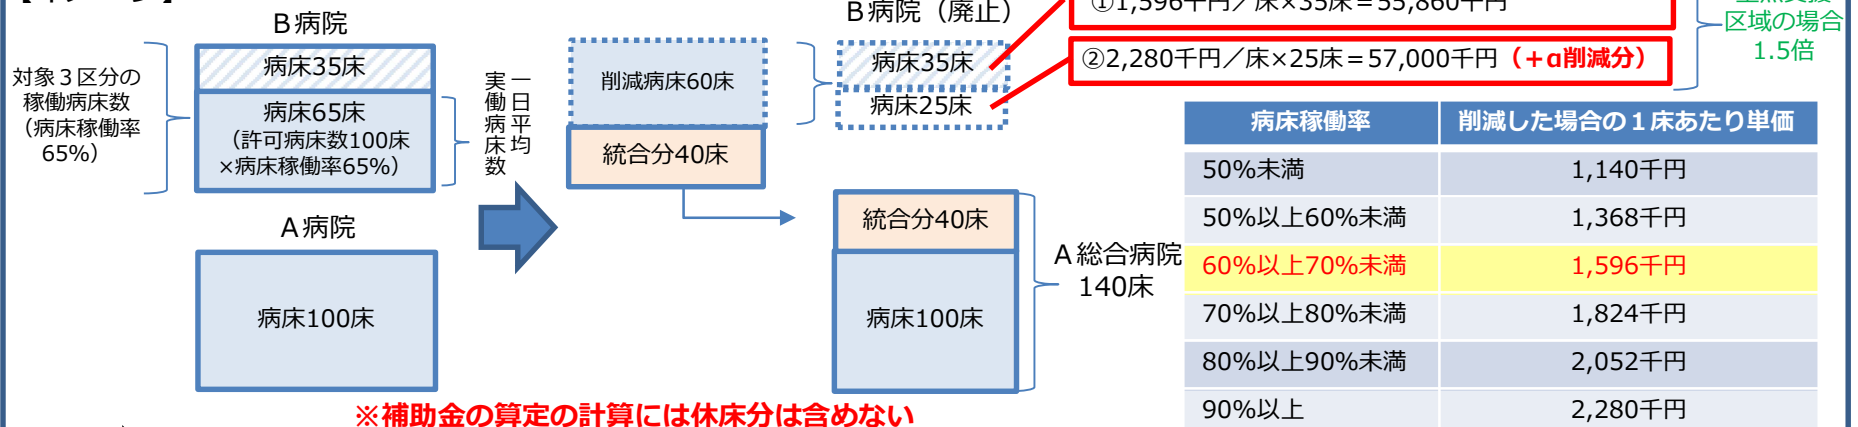 B病院
病床35床
病床65床
（許可病床数100床
×病床稼働率65%）
対象３区分の
稼働病床数
（病床稼働率
65%）
一日平均
実働病床数
A病院
病床100床
削減病床60床
統合分40床
B病院（廃止）
病床35床
病床25床
①1,596千円／床×35床＝55,860千円
②2,280千円／床×25床＝57,000千円（＋α削減分）
区域の場合
1.5倍
統合分40床
病床100床
A総合病院
140床
病床稼働率 削減した場合の１床あたり単価
50%未満 1,140千円
50%以上60%未満 1,368千円
60%以上70%未満 1,596千円
70%以上80%未満 1,824千円
80%以上90%未満 2,052千円
90%以上 2,280千円
※補助金の算定の計算には休床分は含めない